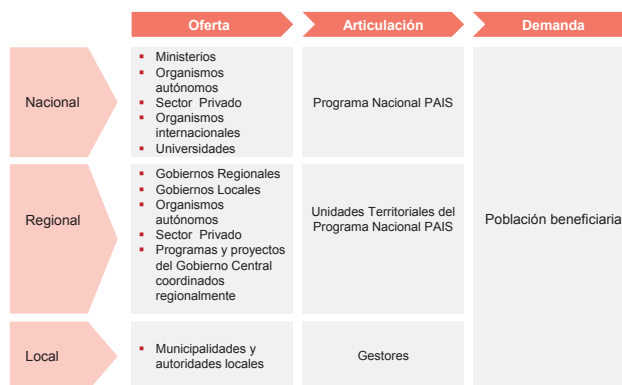 Oferta
Articulación
Demanda
Nacional
▪ Ministerios
▪ Organismos
autónomos
▪ Sector Privado
▪ Organismos
internacionales
▪ Universidades
Programa Nacional PAIS
Regional
▪ Gobiernos Regionales
▪ Gobiernos Locales
▪ Organismos
autónomos
▪ Sector Privado
▪ Programas y proyectos
del Gobierno Central
coordinados
regionalmente
Unidades Territoriales del
Programa Nacional PAIS
Población beneficiaria
Local
▪ Municipalidades y
autoridades locales
Gestores